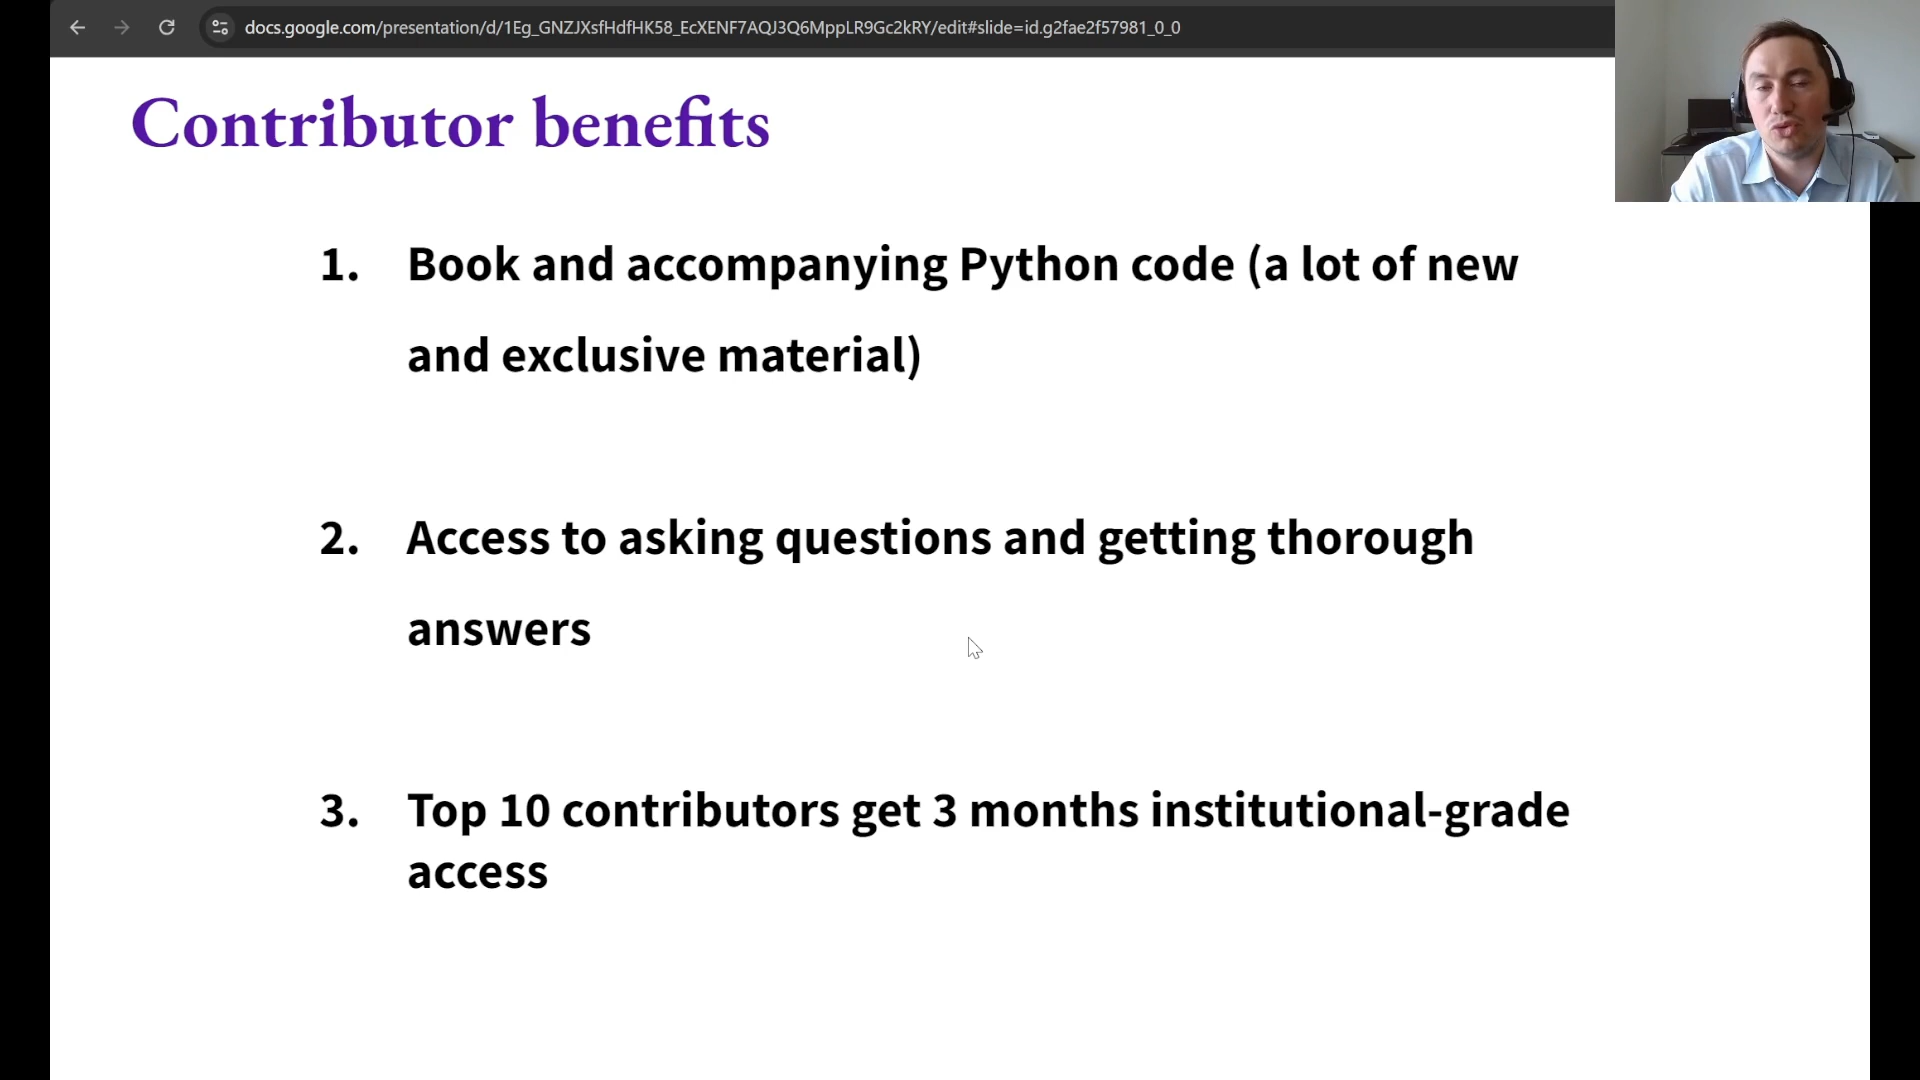 docs.google.com/presentation/d/1Eg_GNZJXsfHdfHK58_EcXENF7AQJ3Q6MppLR9Gc2kRY/edit#slide=id.g2fae2f57981_0_0
Contributor benefits
1. Book and accompanying Python code (a lot of new
and exclusive material)
2. Access to asking questions and getting thorough
answers
3. Top 10 contributors get 3 months institutional-grade
access